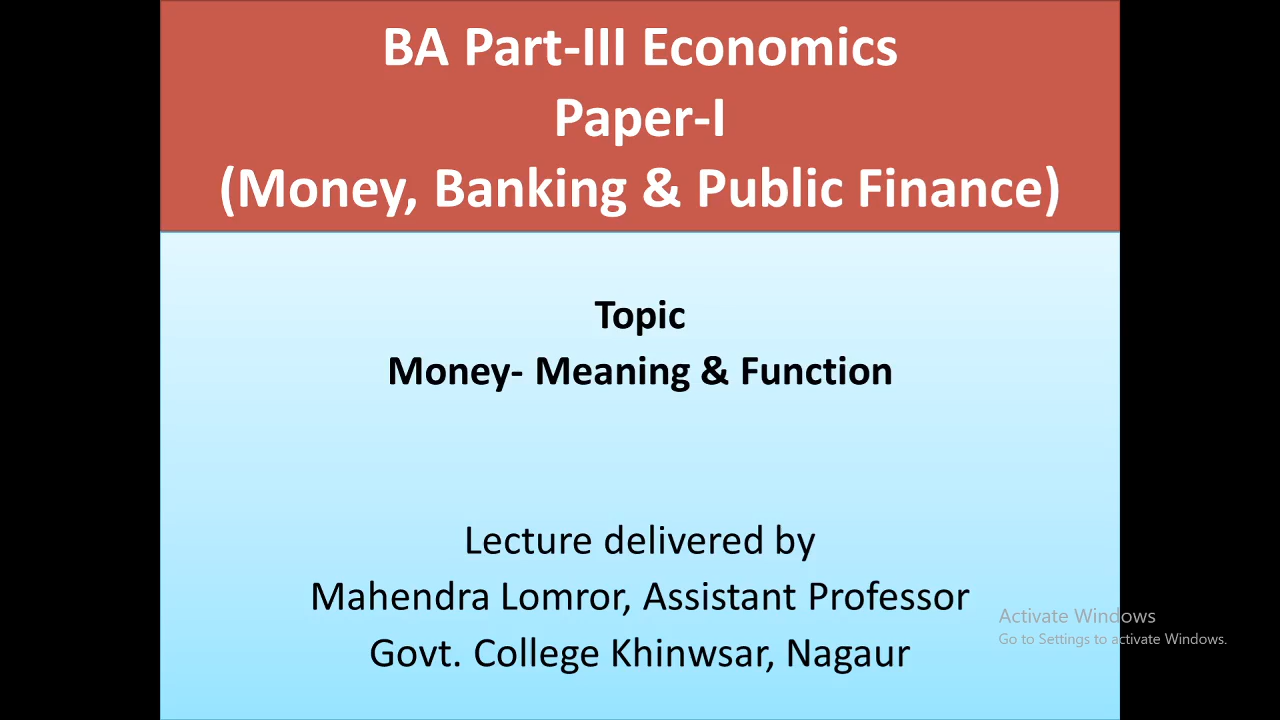 BA Part-III Economics
Paper-I
(Money, Banking & Public Finance)
Topic
Money- Meaning & Function
Lecture delivered by
Mahendra Lomror, Assistant Professor
Govt. College Khinwsar, Nagaur
Activate Windows
Go to Settings to activate Windows.